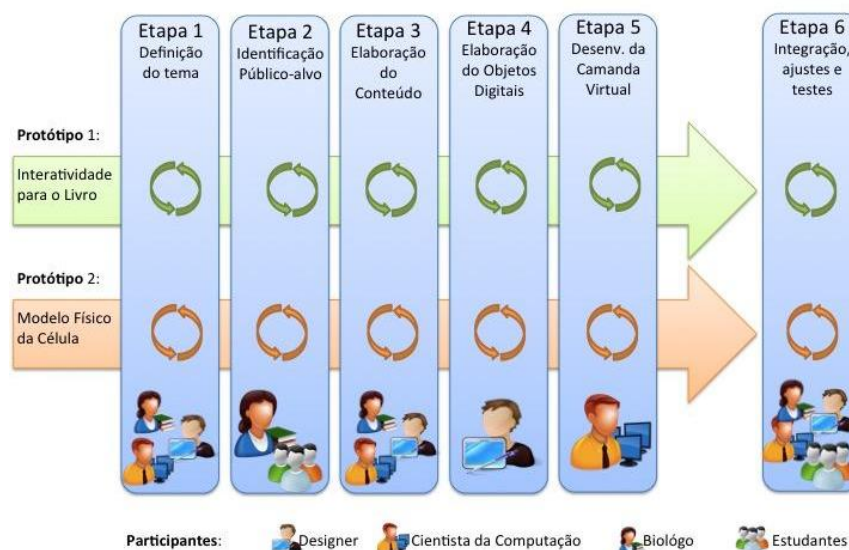 Etapa 1
Definição
do tema
Etapa 2
Identificação
Público-alvo
Etapa 3
Elaboração
do
Conteúdo
Etapa 4
Elaboração
do Objetos
Digitais
Etapa 5
Desenv. da
Camanda
Virtual
Etapa 6
Integração,
ajustes e
testes
Protótipo 1:
Interatividade
para o Livro
Protótipo 2:
Modelo Físico
da Célula
Participantes: Designer Cientista da Computação Biológo Estudantes